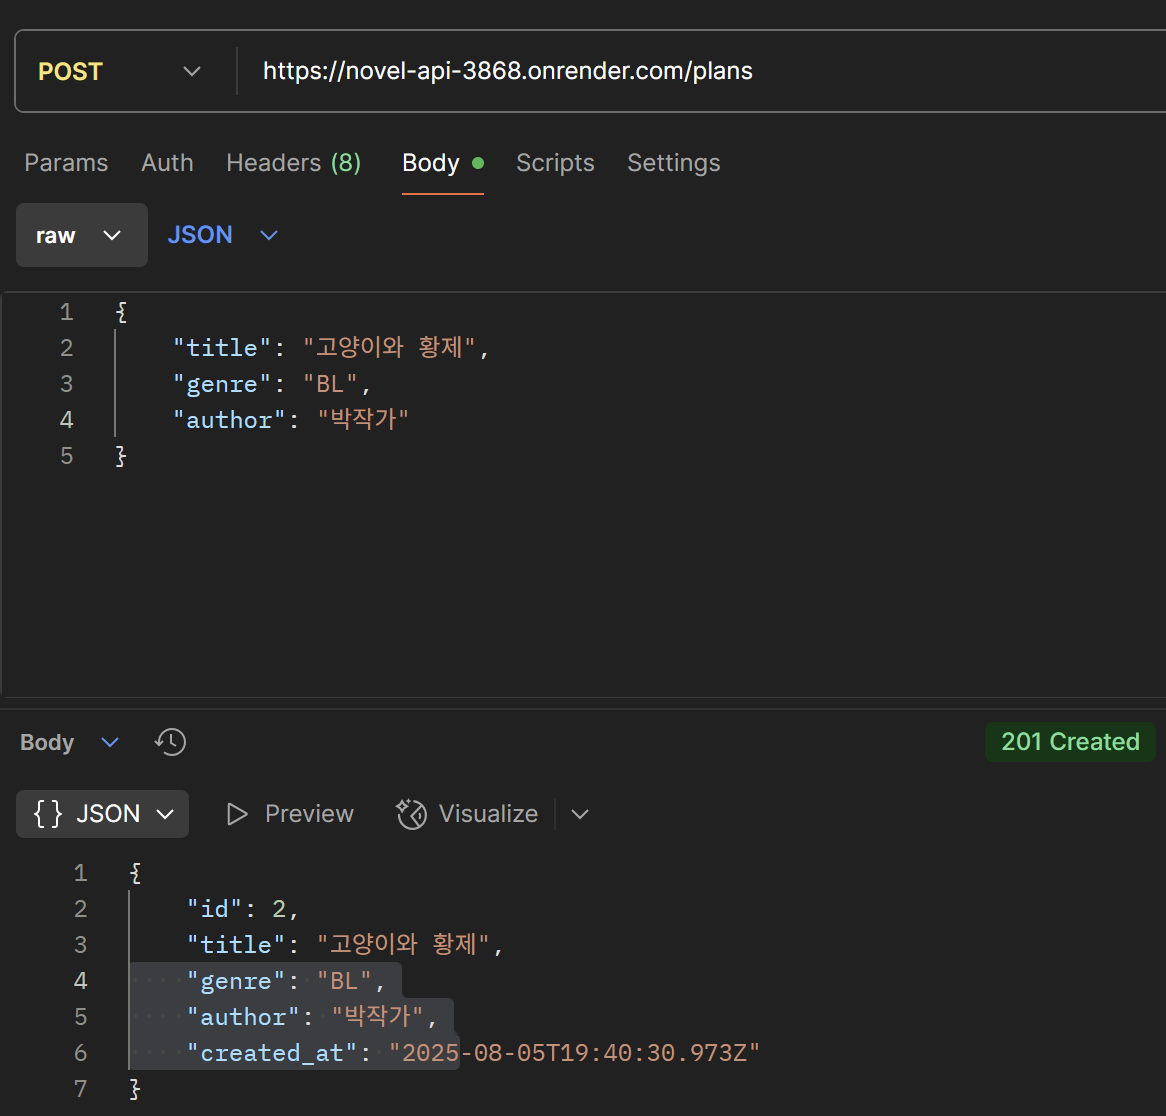 POST https://novel-api-3868.onrender.com/plans
Params Auth Headers (8) Body Scripts Settings
raw JSON
1 {
2 "title": "고양이와 황제",
3 "genre": "BL",
4 "author": "박작가"
5 }
Body 201 Created
{} JSON Preview Visualize
1 {
2 "id": 2,
3 "title": "고양이와 황제",
4 "genre": "BL",
5 "author": "박작가",
6 "created_at": "2025-08-05T19:40:30.973Z"
7 }